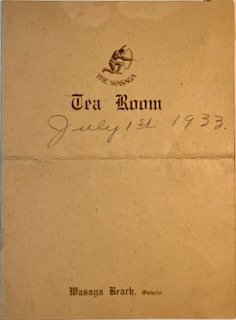 THE WASAGA
Tea Room
July 1st 1933.
Wasaga Beach, Ontario